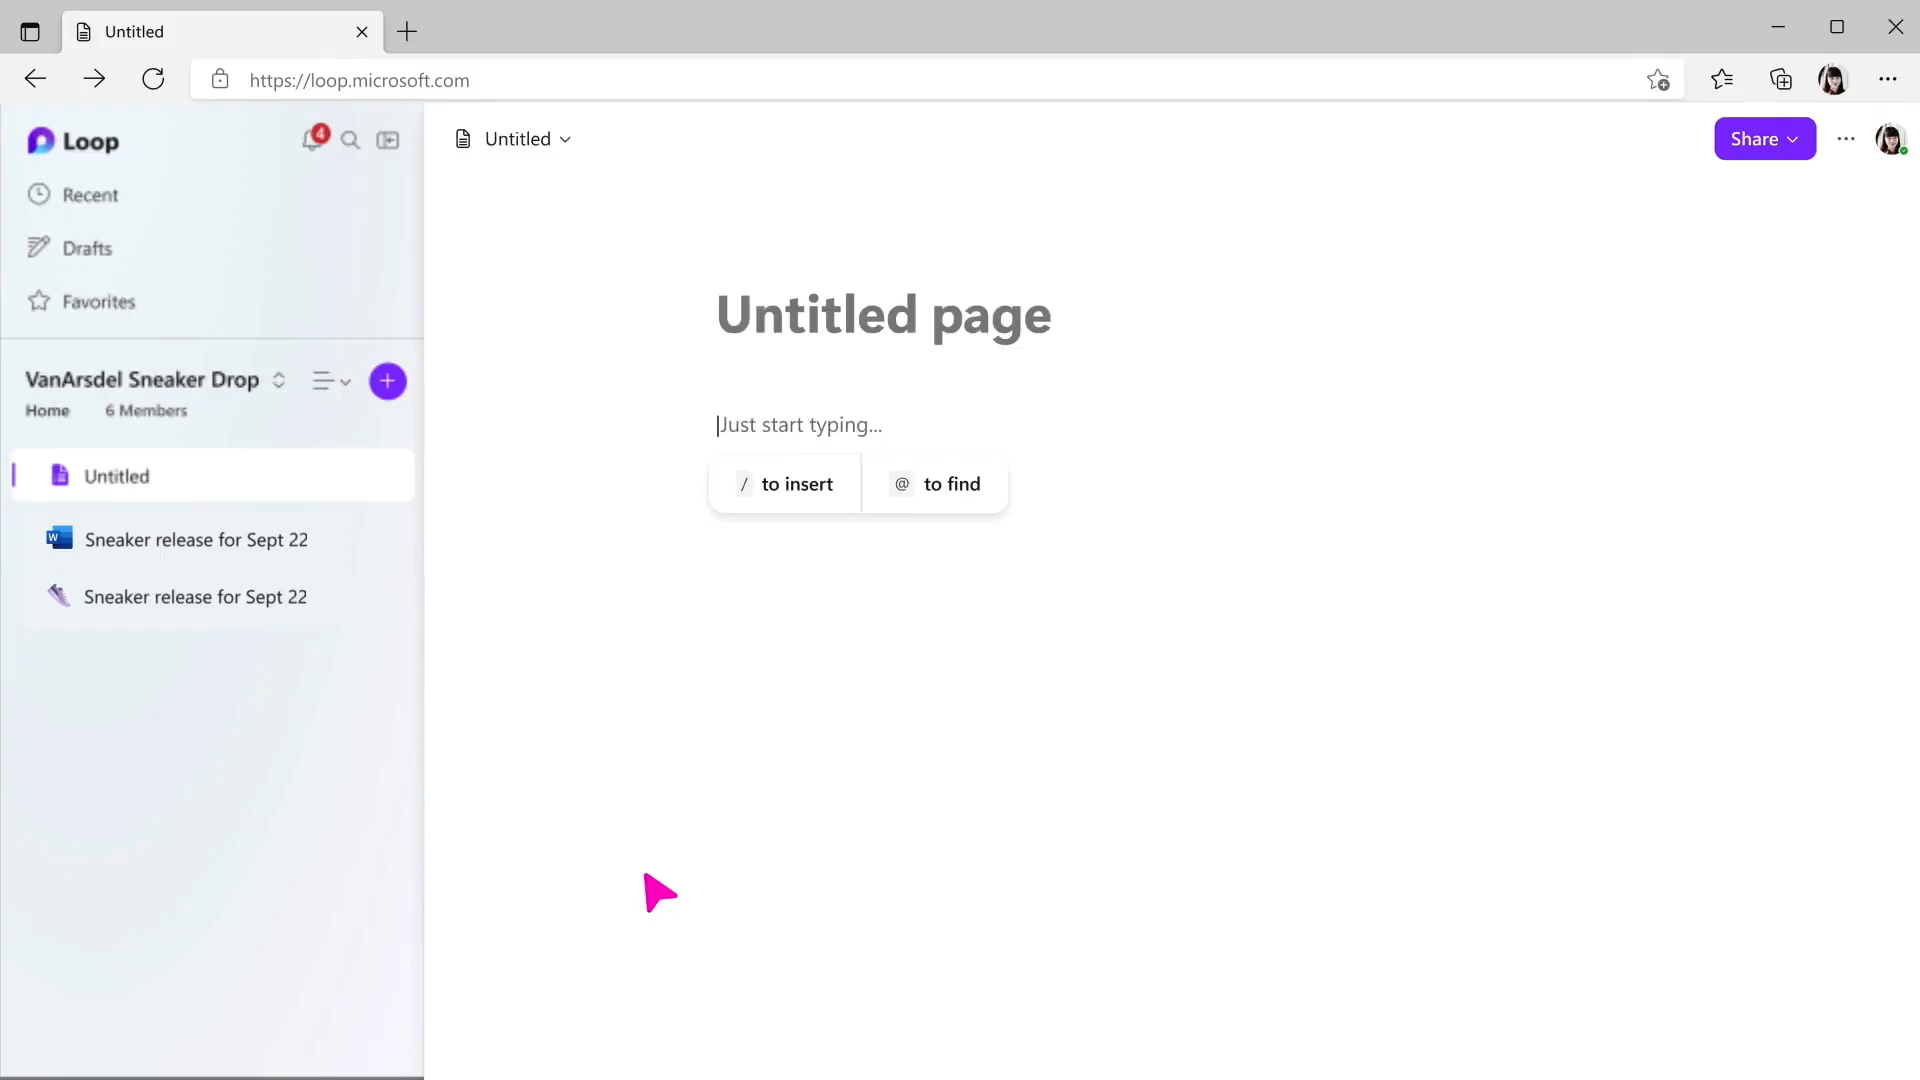 Untitled
https://loop.microsoft.com
Loop
4
Recent
Drafts
Favorites
VanArsdel Sneaker Drop
Home 6 Members
Untitled
W Sneaker release for Sept 22
Sneaker release for Sept 22
Untitled
Share
Untitled page
Just start typing...
/ to insert @ to find